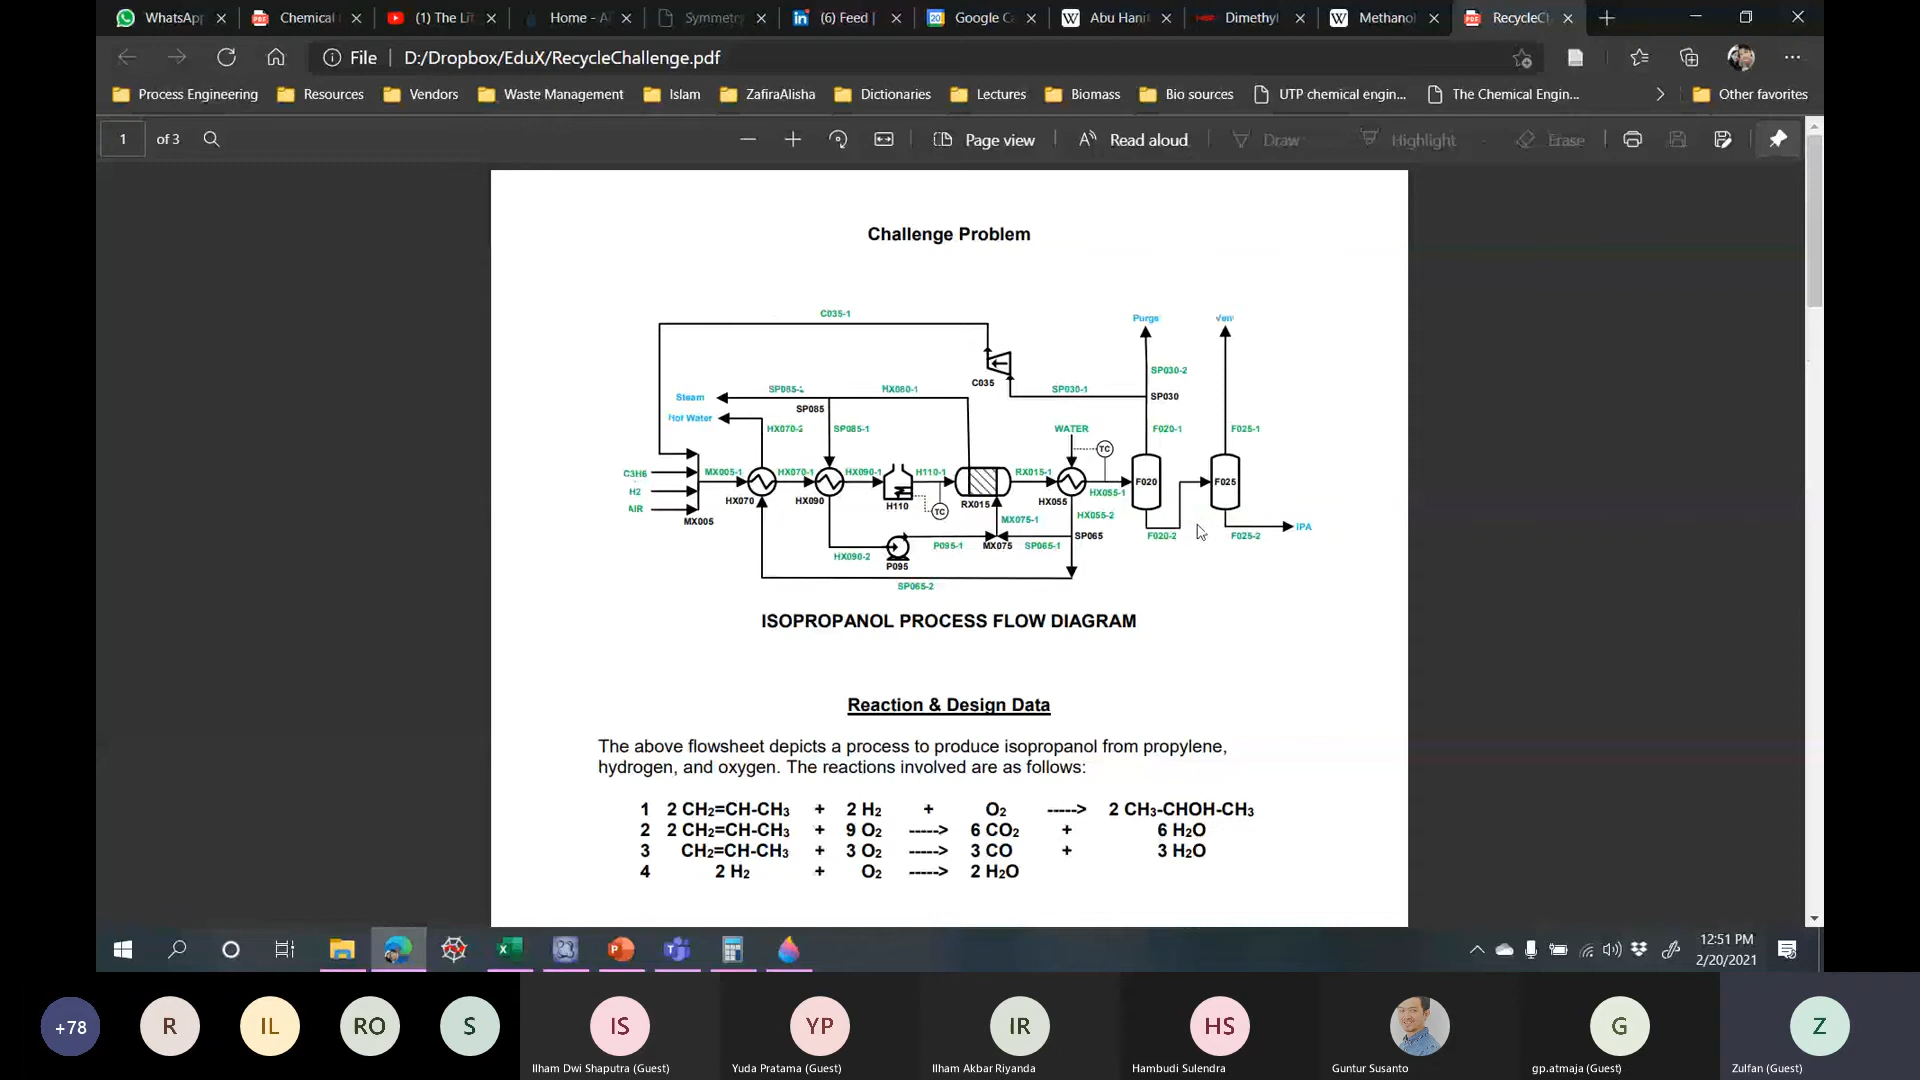 WhatsAp
Chemical
(1) The Li
Home - A
Symmetry
(6) Feed |
Google C
Abu Hani
Dimethyl
Methanol
RecycleC
File
D:/Dropbox/EduX/RecycleChallenge.pdf
Process Engineering
Resources
Vendors
Waste Management
Islam
ZafiraAlisha
Dictionaries
Lectures
Biomass
Bio sources
UTP chemical engin...
The Chemical Engin...
Other favorites
1 of 3
Page view
Read aloud
Draw
Highlight
Erase
Challenge Problem
C035-1
Purge
Vent
C035
SP030-2
SP030-1
SP030
Steam
SP085-2
HX080-1
SP085
Hot Water
HX070-2
SP085-1
WATER
F020-1
F025-1
TC
C3H6
H2
AIR
MX005-1
HX070-1
HX090-1
H110-1
RX015-1
F020
F025
HX070
HX090
H110
RX015
HX055
HX055-1
MX005
TC
MX075-1
HX055-2
IPA
HX090-2
P095-1
MX075
SP065-1
SP065
F020-2
F025-2
P095
SP065-2
ISOPROPANOL PROCESS FLOW DIAGRAM
Reaction & Design Data
The above flowsheet depicts a process to produce isopropanol from propylene,
hydrogen, and oxygen. The reactions involved are as follows:
1 2 CH2=CH-CH3 + 2 H2 + O2 -----> 2 CH3-CHOH-CH3
2 2 CH2=CH-CH3 + 9 O2 -----> 6 CO2 + 6 H2O
3 CH2=CH-CH3 + 3 O2 -----> 3 CO + 3 H2O
4 2 H2 + O2 -----> 2 H2O
12:51 PM
2/20/2021
+78
R
IL
RO
S
IS
YP
IR
HS
G
Z
Ilham Dwi Shaputra (Guest)
Yuda Pratama (Guest)
Ilham Akbar Riyanda
Hambudi Sulendra
Guntur Susanto
gp.atmaja (Guest)
Zulfan (Guest)